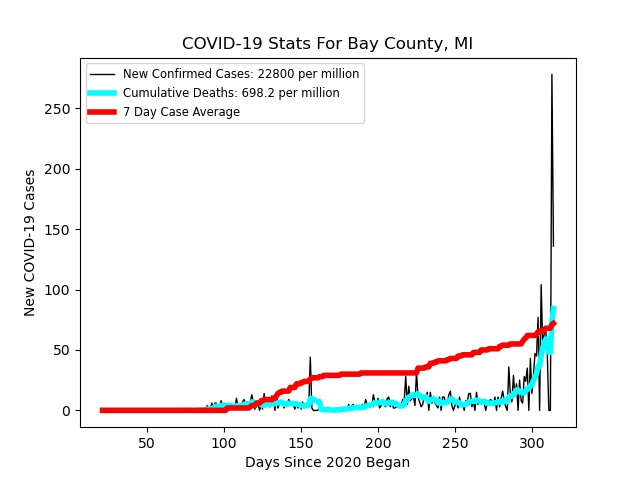 COVID-19 Stats For Bay County, MI
New Confirmed Cases: 22800 per million
Cumulative Deaths: 698.2 per million
7 Day Case Average
New COVID-19 Cases
250
200
150
100
50
0
50
100
150
200
250
300
Days Since 2020 Began